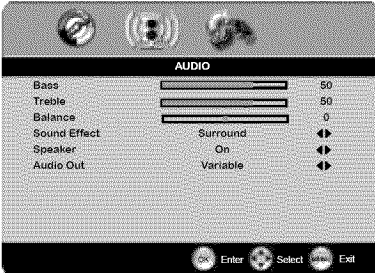 AUDIO
Bass 50
Treble 50
Balance 0
Sound Effect Surround
Speaker On
Audio Out Variable
OK Enter Select MENU Exit